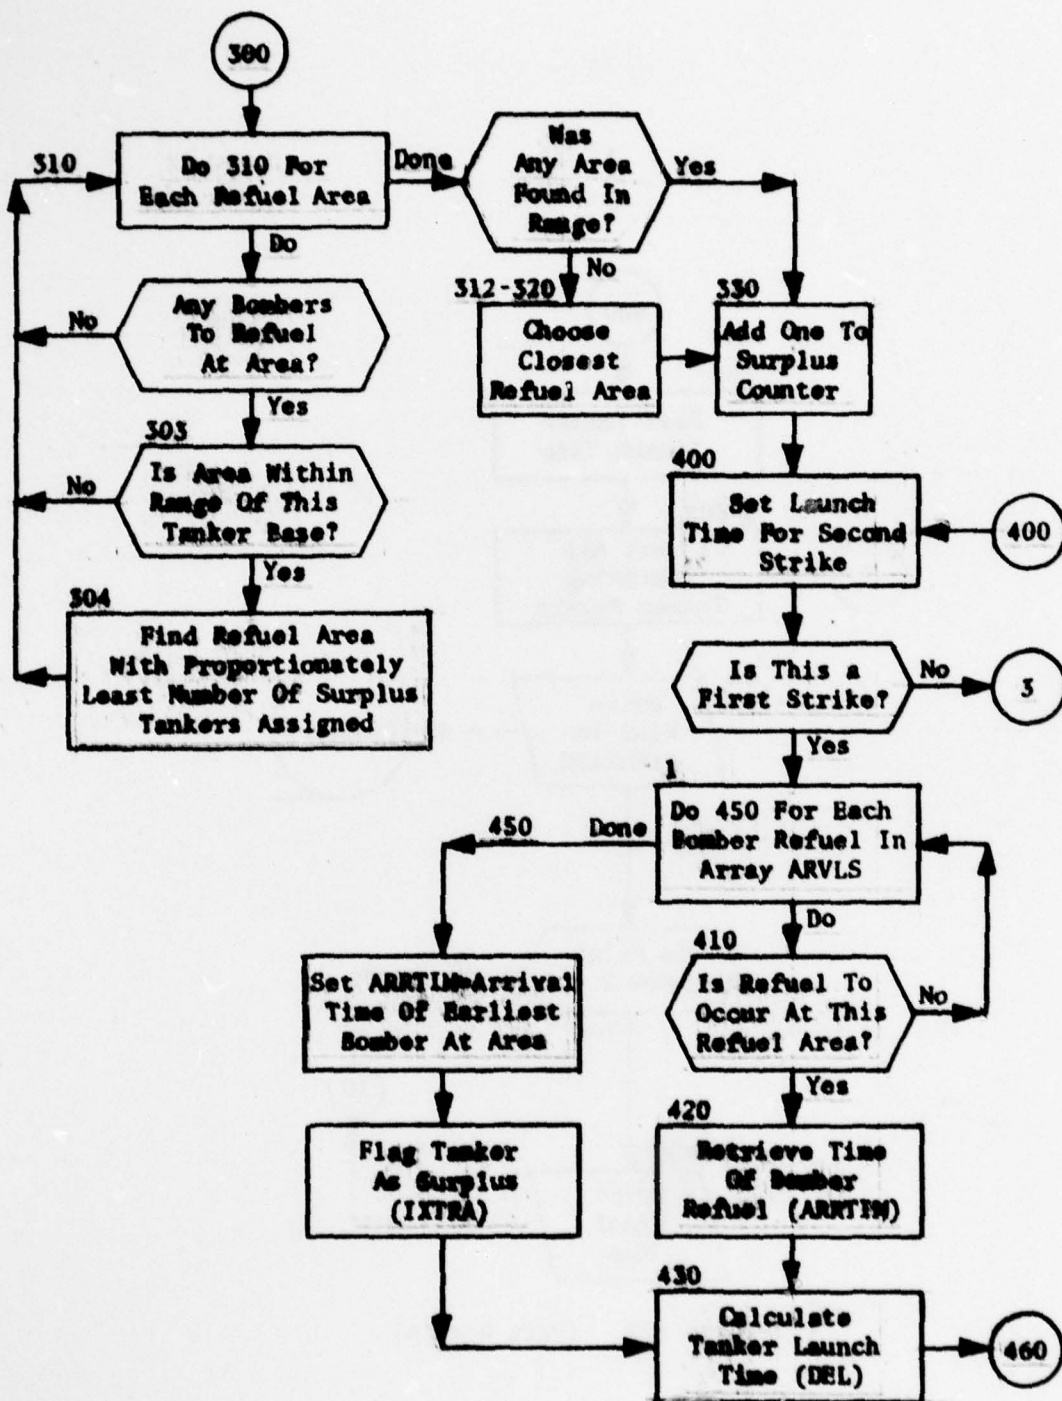 300
310
Do 310 For
Each Refuel Area
Done
Was
Any Area
Found In
Range?
Yes
Do
No
Any Bombers
To Refuel
At Area?
No
Yes
312-320
Choose
Closest
Refuel Area
330
Add One To
Surplus
Counter
303
Is Area Within
Range Of This
Tanker Base?
No
Yes
304
Find Refuel Area
With Proportionately
Least Number Of Surplus
Tankers Assigned
400
Set Launch
Time For Second
Strike
400
Is This a
First Strike?
No
3
Yes
1
Do 450 For Each
Bomber Refuel In
Array ARVLS
450
Done
Do
Set ARRTIM=Arrival
Time Of Earliest
Bomber At Area
410
Is Refuel To
Occur At This
Refuel Area?
No
Yes
Flag Tanker
As Surplus
(IXTRA)
420
Retrieve Time
Of Bomber
Refuel (ARRTIM)
430
Calculate
Tanker Launch
Time (DEL)
460